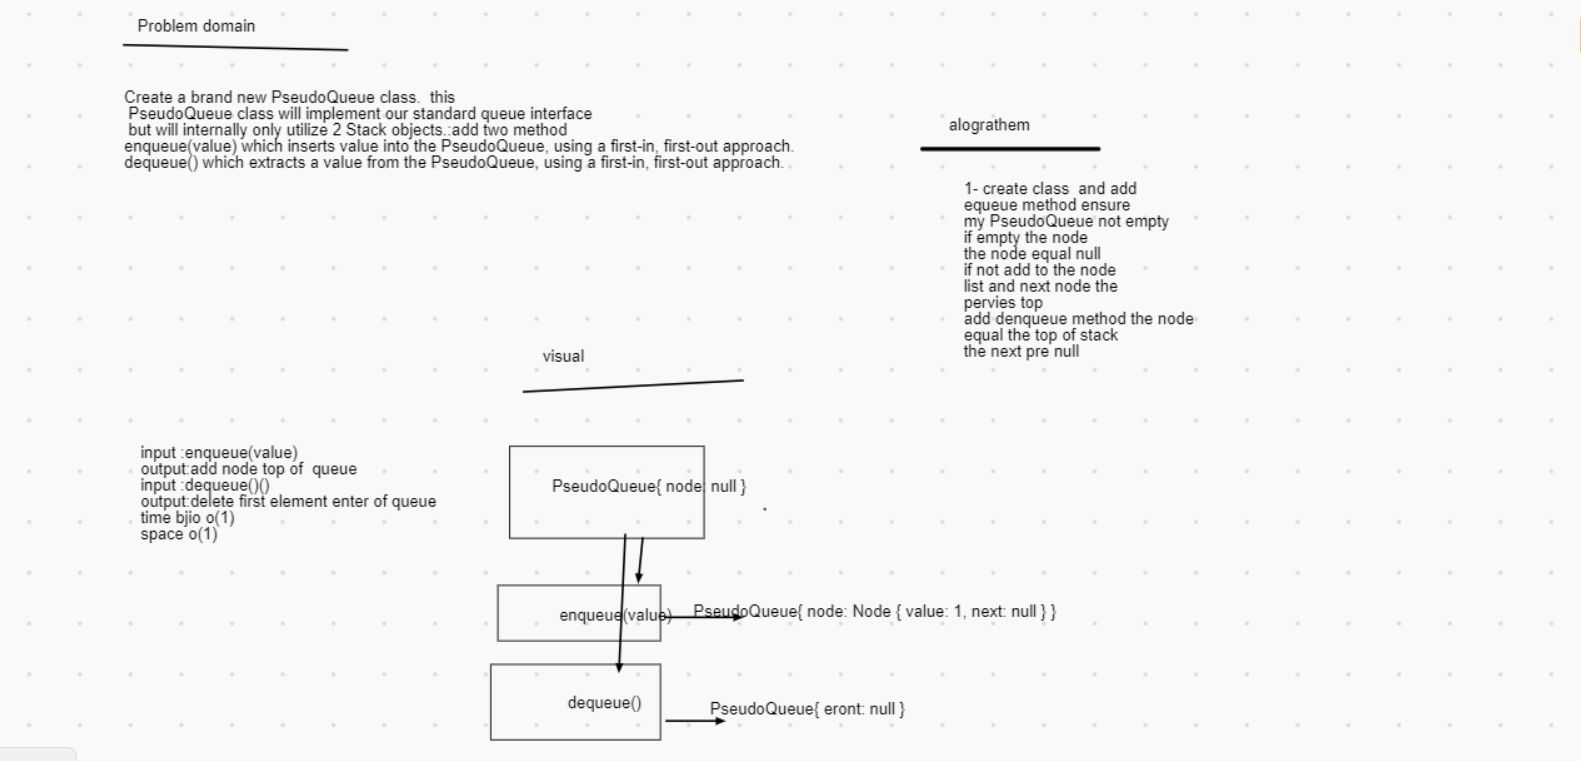 Problem domain
Create a brand new PseudoQueue class.  this
PseudoQueue class will implement our standard queue interface
but will internally only utilize 2 Stack objects.:add two method
enqueue(value) which inserts value into the PseudoQueue, using a first-in, first-out approach.
dequeue() which extracts a value from the PseudoQueue, using a first-in, first-out approach.
alograthem
1- create class  and add
equeue method ensure
my PseudoQueue not empty
if empty the node
the node equal null
if not add to the node
list and next node the
pervies top
add denqueue method the node
equal the top of stack
the next pre null
visual
input :enqueue(value)
output:add node top of  queue
input :dequeue()()
output:delete first element enter of queue
time bjio o(1)
space o(1)
PseudoQueue{ node: null }
enqueue(value)
PseudoQueue{ node: Node { value: 1, next: null } }
dequeue()
PseudoQueue{ eront: null }